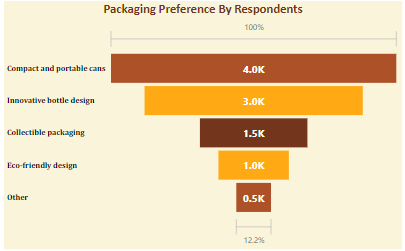 Packaging Preference By Respondents
100%
Compact and portable cans 4.0K
Innovative bottle design 3.0K
Collectible packaging 1.5K
Eco-friendly design 1.0K
Other 0.5K
12.2%